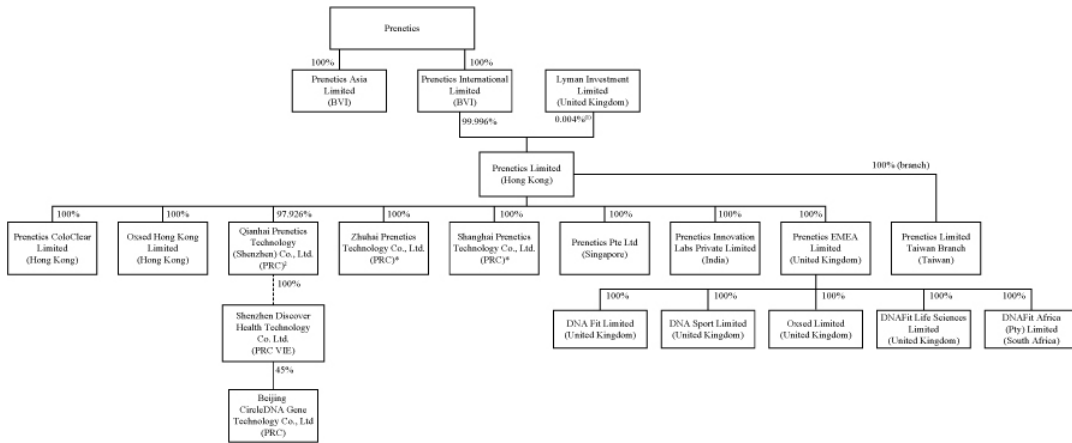 Prenetics
100%
100%
Prenetics Asia
Limited
(BVI)
Prenetics International
Limited
(BVI)
Lyman Investment
Limited
(United Kingdom)
99.996%
0.004%(1)
Prenetics Limited
(Hong Kong)
100% (branch)
100%
100%
97.926%
100%
100%
100%
100%
100%
Prenetics ColoClear
Limited
(Hong Kong)
Oxsed Hong Kong
Limited
(Hong Kong)
Qianhai Prenetics
Technology
(Shenzhen) Co., Ltd.
(PRC)²
Zhuhai Prenetics
Technology Co., Ltd.
(PRC)*
Shanghai Prenetics
Technology Co., Ltd.
(PRC)*
Prenetics Pte Ltd
(Singapore)
Prenetics Innovation
Labs Private Limited
(India)
Prenetics EMEA
Limited
(United Kingdom)
Prenetics Limited
Taiwan Branch
(Taiwan)
100%
Shenzhen Discover
Health Technology
Co. Ltd.
(PRC VIE)
45%
Beijing
CircleDNA Gene
Technology Co., Ltd
(PRC)
100%
100%
100%
100%
100%
DNA Fit Limited
(United Kingdom)
DNA Sport Limited
(United Kingdom)
Oxsed Limited
(United Kingdom)
DNAFit Life Sciences
Limited
(United Kingdom)
DNAFit Africa
(Pty) Limited
(South Africa)